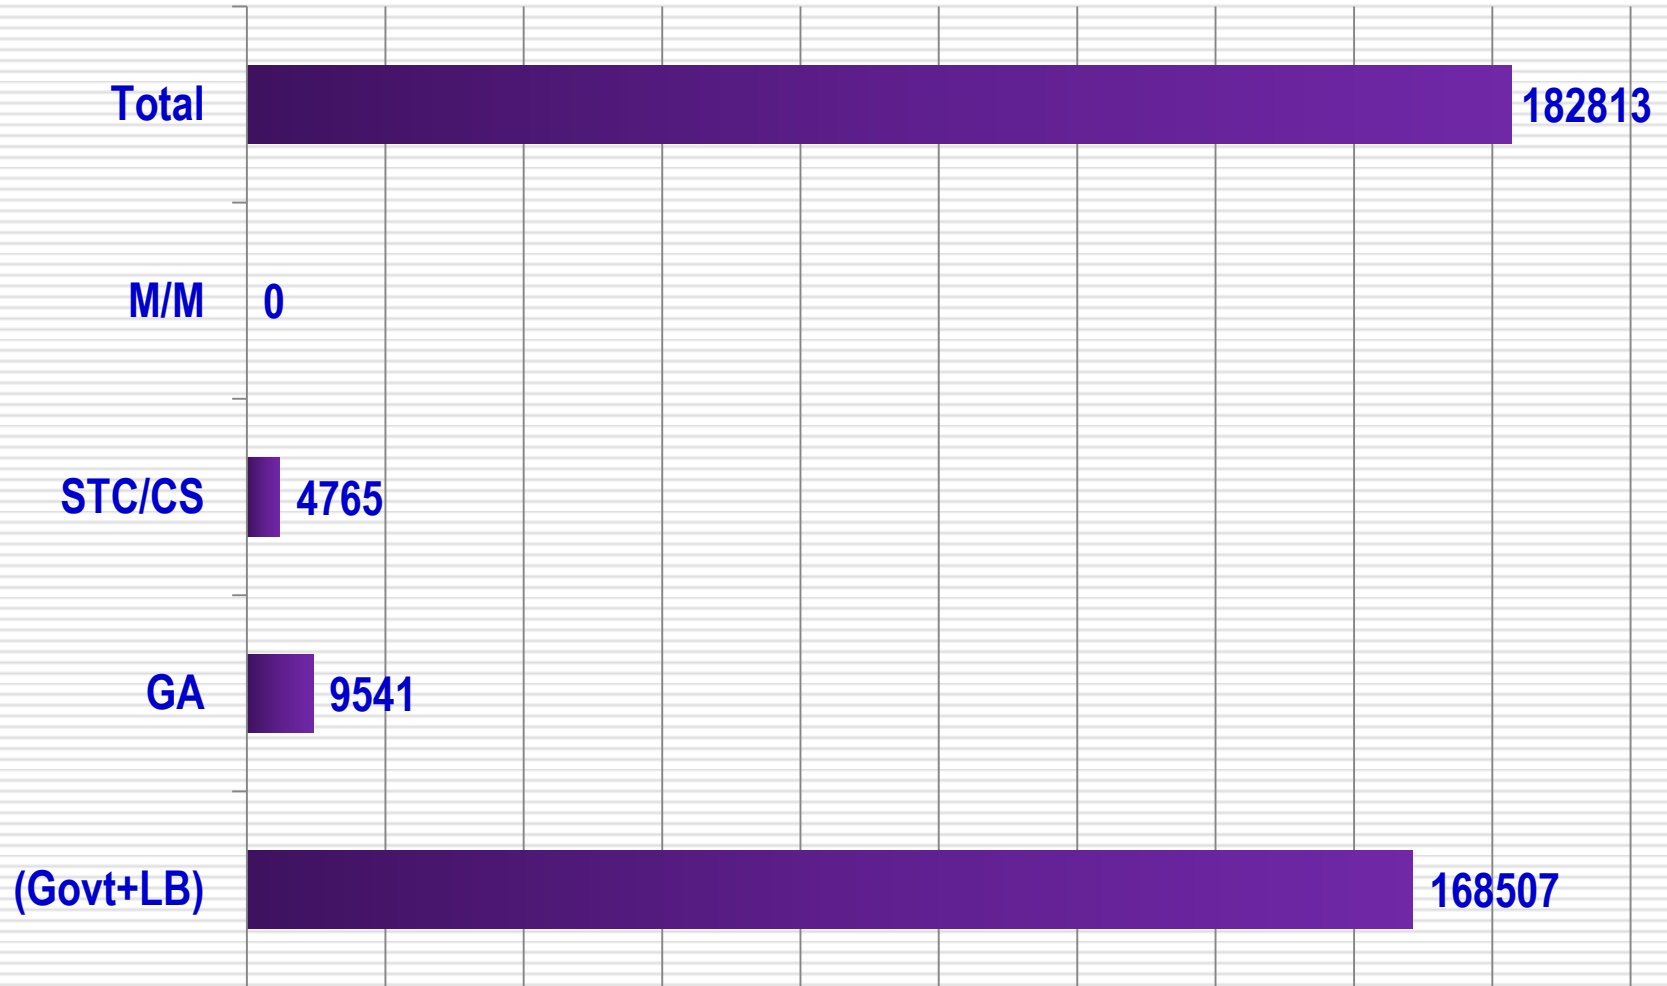 Total 182813
M/M 0
STC/CS 4765
GA 9541
(Govt+LB) 168507